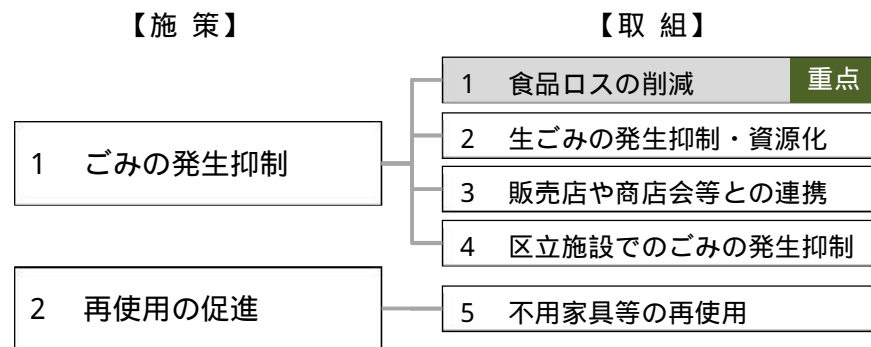 【施 策】
【取 組】
1 食品ロスの削減 重点
1 ごみの発生抑制
2 生ごみの発生抑制・資源化
3 販売店や商店会等との連携
4 区立施設でのごみの発生抑制
2 再使用の促進
5 不用家具等の再使用